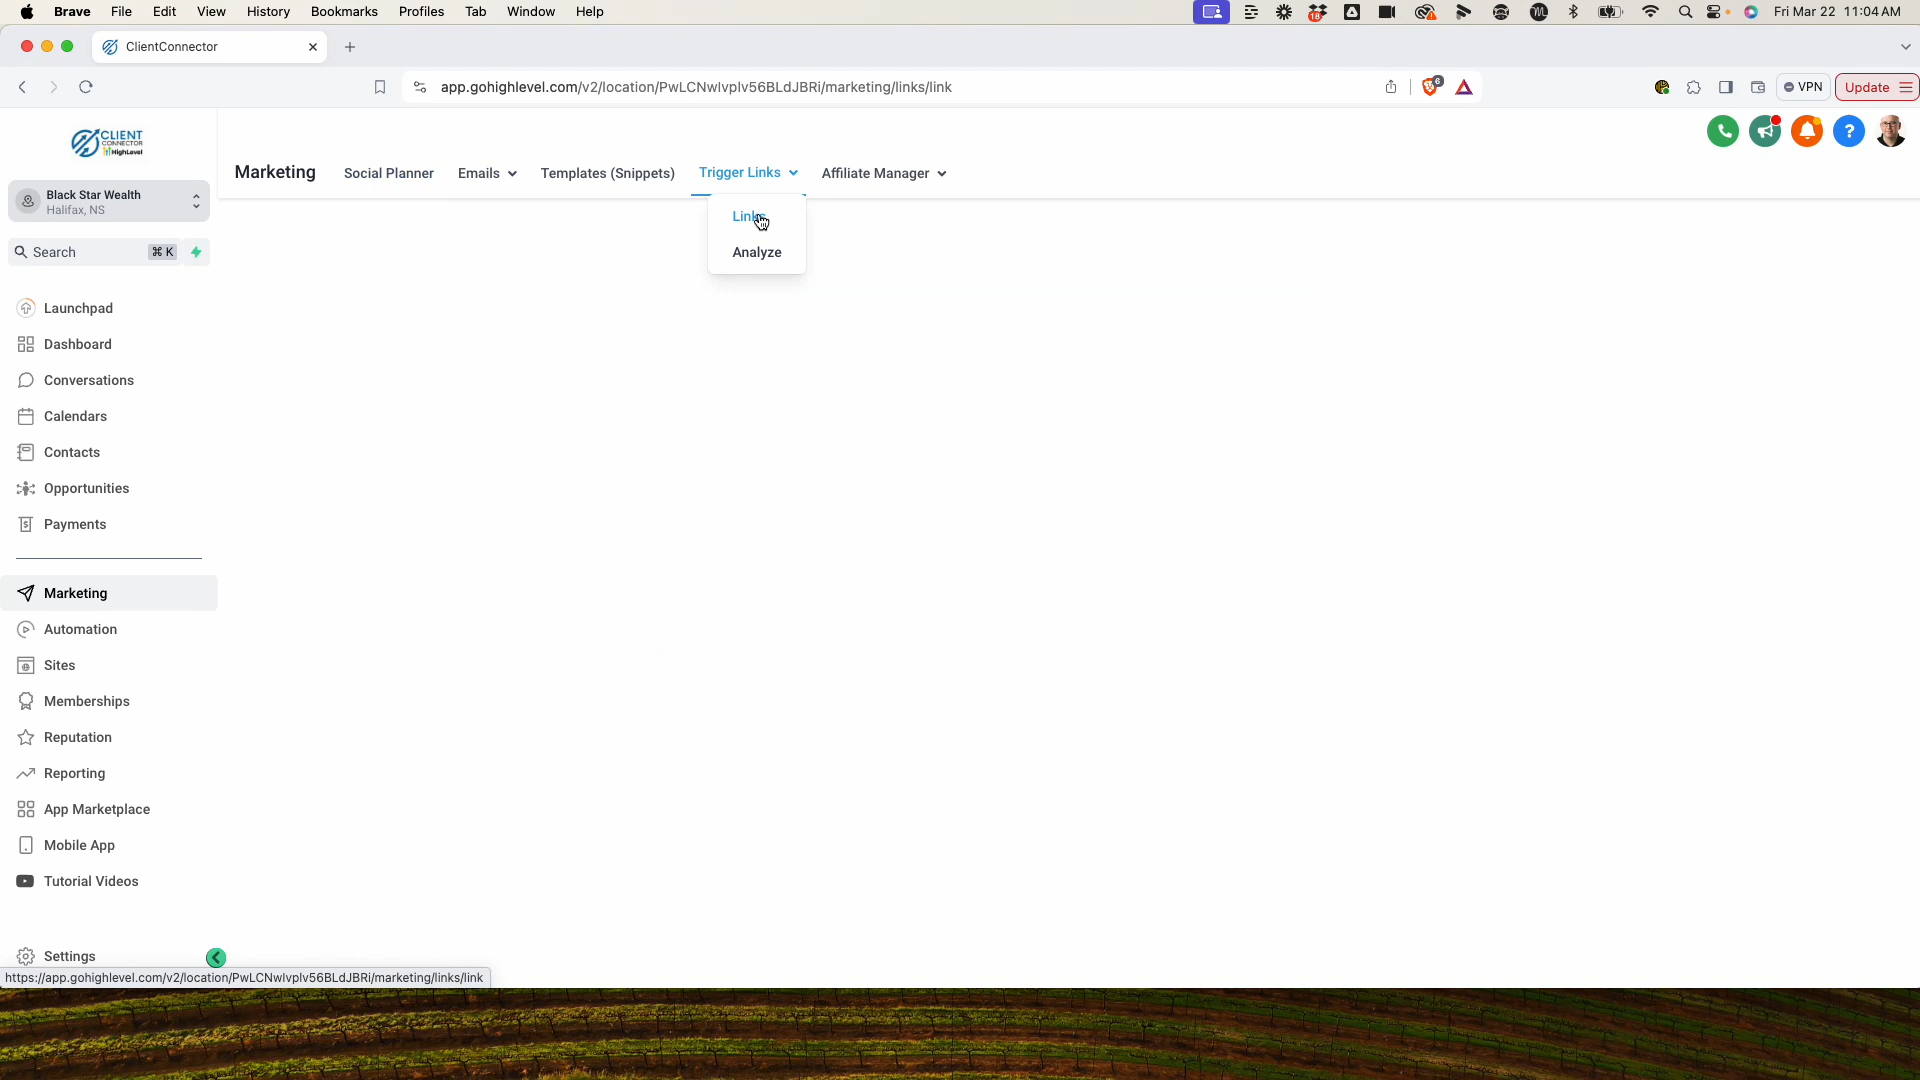 Brave File Edit View History Bookmarks Profiles Tab Window Help
18
Fri Mar 22 11:04 AM
ClientConnector
app.gohighlevel.com/v2/location/PwLCNwlvplv56BLdJBRi/marketing/links/link
6
VPN
Update
CLIENT
CONNECTOR
HighLevel
Black Star Wealth
Halifax, NS
Search ⌘ K
Marketing
Social Planner
Emails
Templates (Snippets)
Trigger Links
Affiliate Manager
?
Links
Analyze
Launchpad
Dashboard
Conversations
Calendars
Contacts
Opportunities
Payments
Marketing
Automation
Sites
Memberships
Reputation
Reporting
App Marketplace
Mobile App
Tutorial Videos
Settings
https://app.gohighlevel.com/v2/location/PwLCNwlvplv56BLdJBRi/marketing/links/link